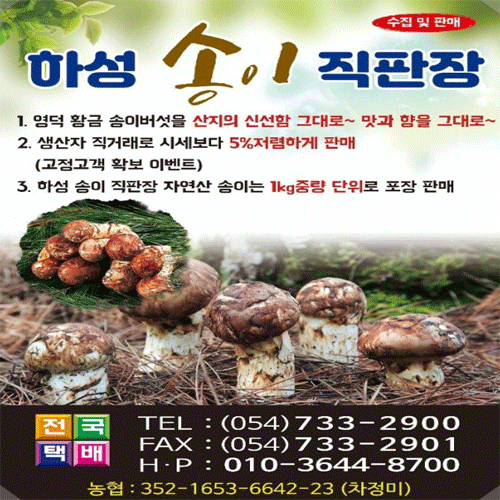 수집 및 판매
하성 송이 직판장
1. 영덕 황금 송이버섯을 산지의 신선함 그대로~ 맛과 향을 그대로~
2. 생산자 직거래로 시세보다 5%저렴하게 판매
(고정고객 확보 이벤트)
3. 하성 송이 직판장 자연산 송이는 1kg중량 단위로 포장 판매
전국
택배
TEL : (054) 733-2900
FAX : (054) 733-2901
H·P : 010-3644-8700
농협 : 352-1653-6642-23 (차정미)